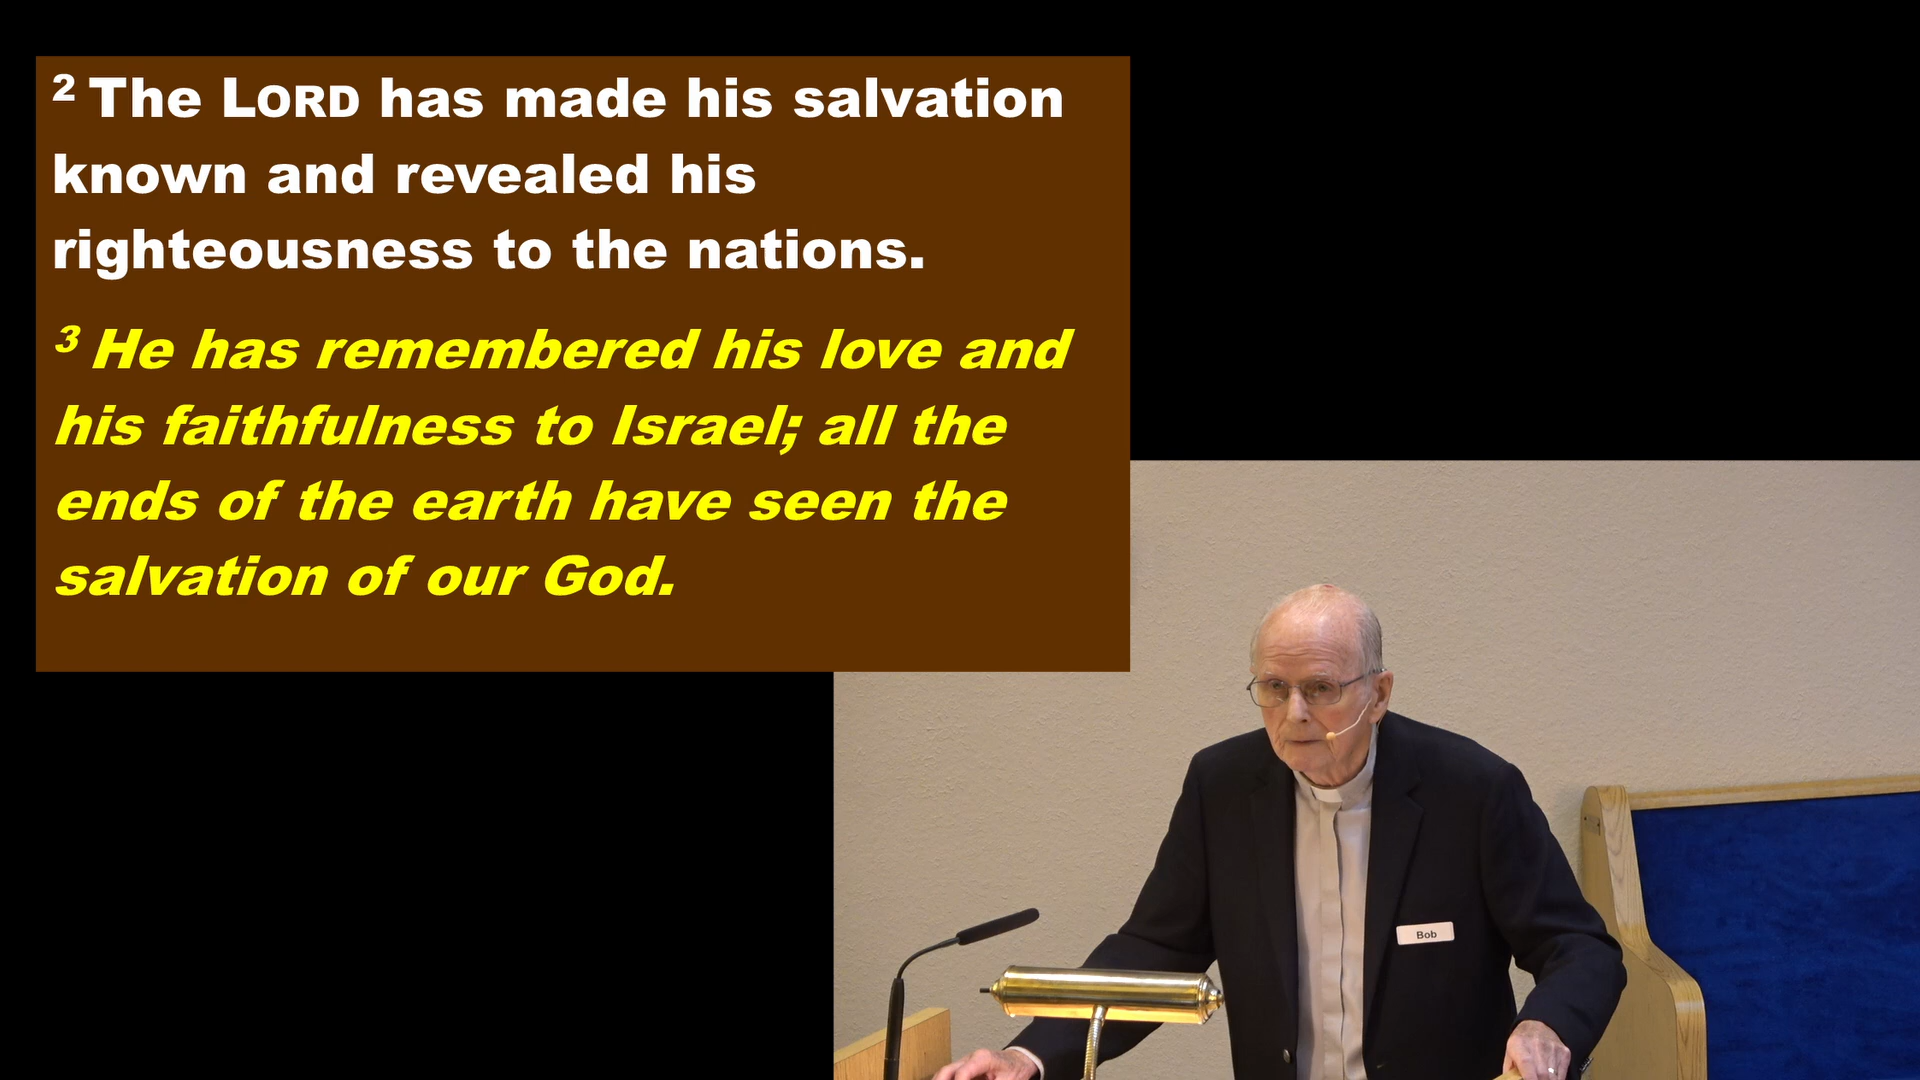 2 The LORD has made his salvation
known and revealed his
righteousness to the nations.
3 He has remembered his love and
his faithfulness to Israel; all the
ends of the earth have seen the
salvation of our God.
Bob